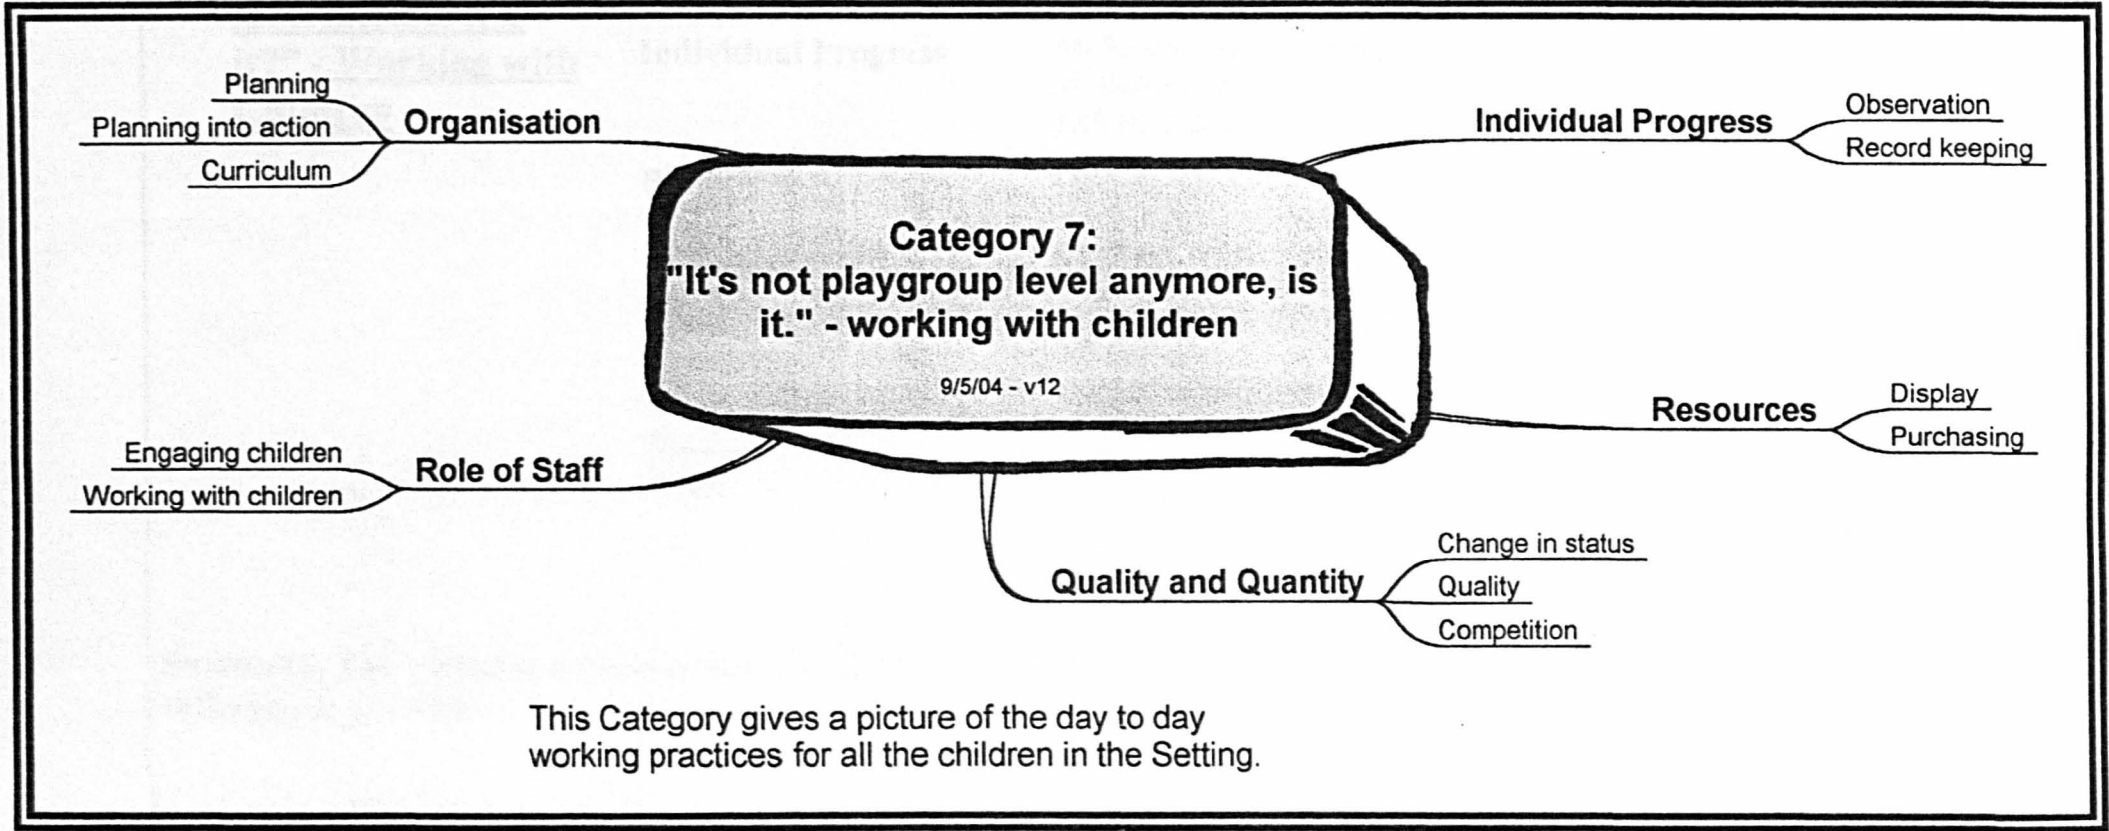 Planning
Planning into action
Curriculum
Organisation
Individual Progress
Observation
Record keeping
Category 7:
"It's not playgroup level anymore, is
it." - working with children
9/5/04 - v12
Resources
Display
Purchasing
Engaging children
Working with children
Role of Staff
Quality and Quantity
Change in status
Quality
Competition
This Category gives a picture of the day to day
working practices for all the children in the Setting.